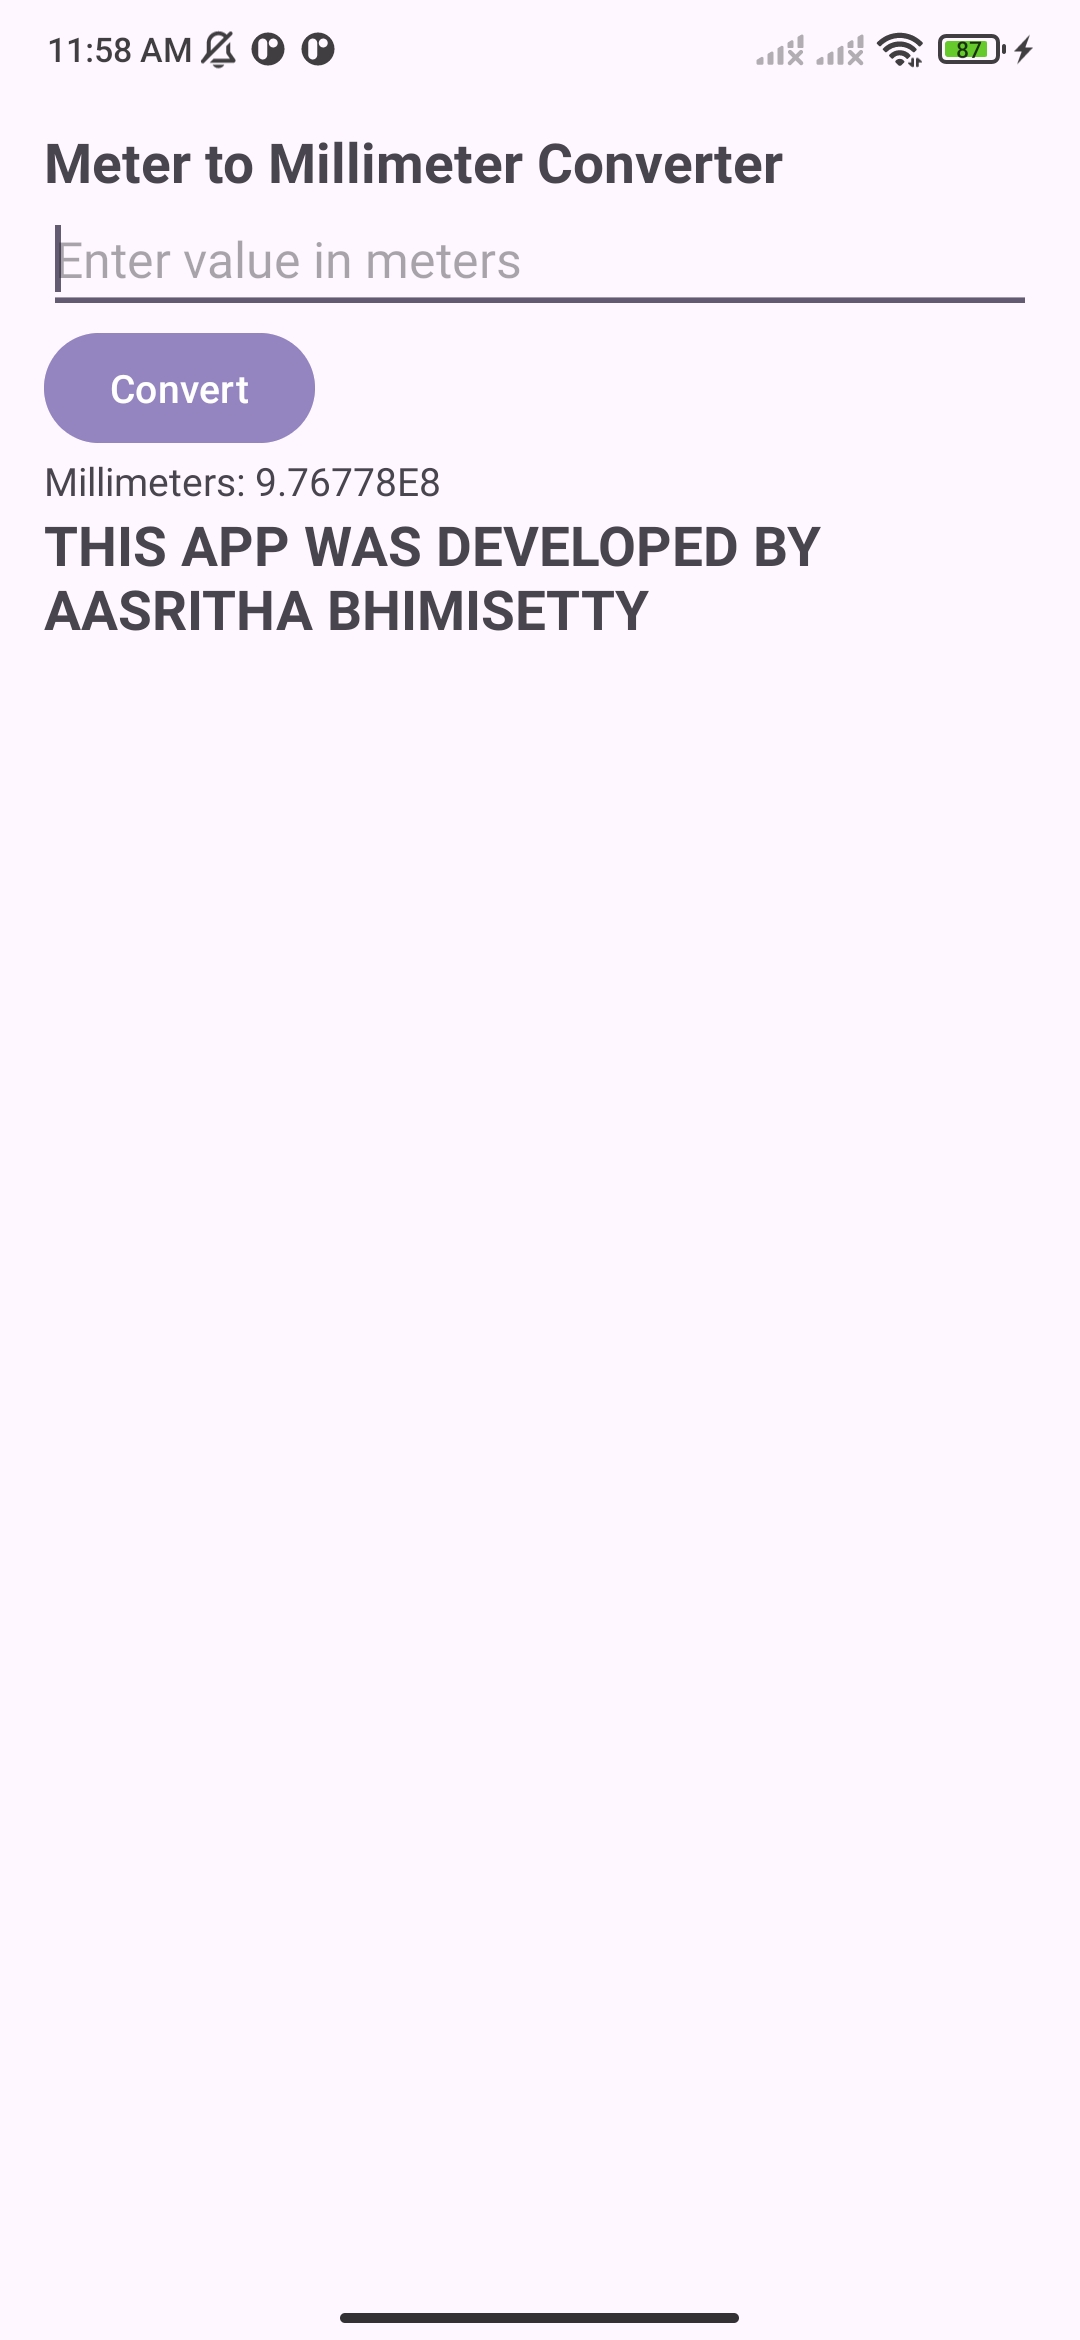 11:58 AM 87
Meter to Millimeter Converter
Enter value in meters
Convert
Millimeters: 9.76778E8
THIS APP WAS DEVELOPED BY
AASRITHA BHIMISETTY